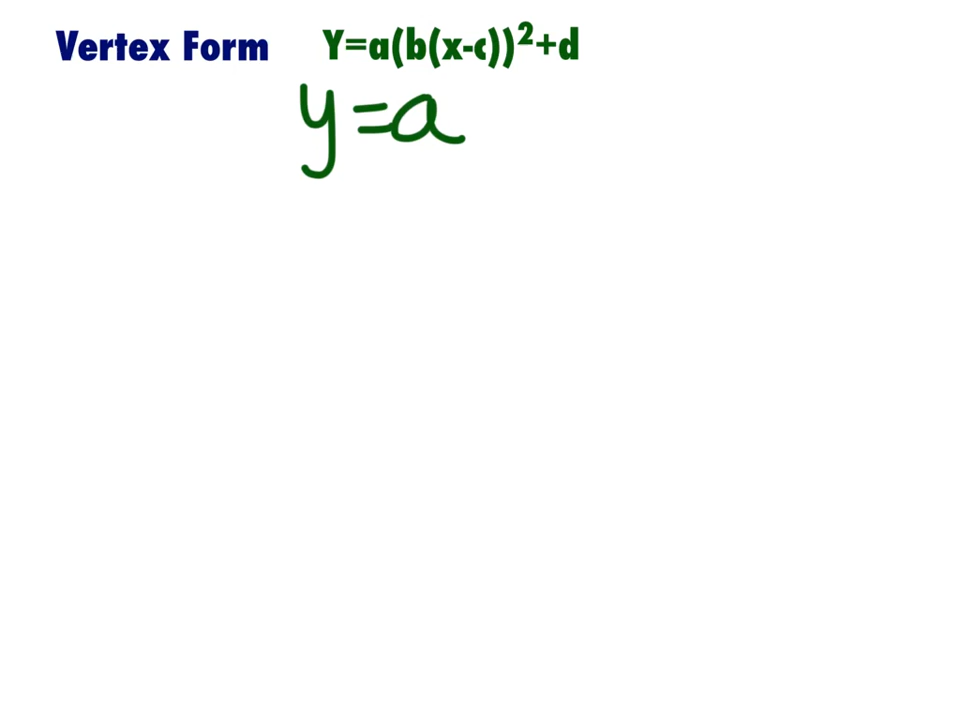 Vertex Form Y=a(b(x-c))²+d
y=a